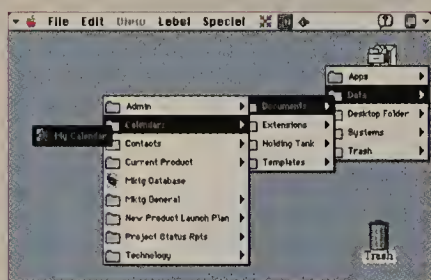 File Edit View Label Special
Apps
Data
Desktop Folder
Systems
Trash
Documents
Extensions
Holding Tank
Templates
Admin
Calendars
Contacts
Current Product
Mktg Database
Mktg General
New Product Launch Plan
Project Status Rpts
Technology
My Calendar
Trash